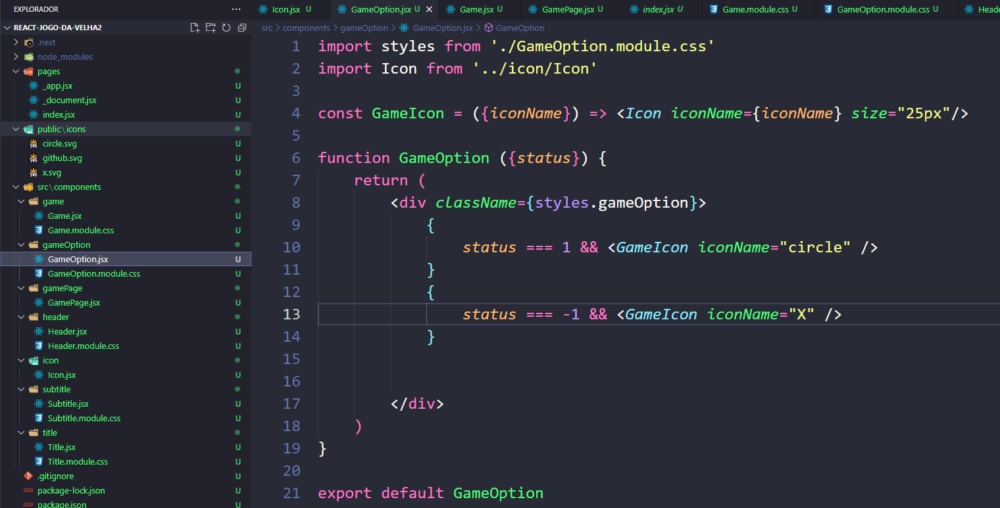 EXPLORADOR ...
REACT-JOGO-DA-VELHA2
.next
node_modules
pages
_app.jsx U
_document.jsx U
index.jsx U
public\icons
circle.svg U
github.svg U
x.svg U
src\components
game
Game.jsx U
Game.module.css U
gameOption
GameOption.jsx U
GameOption.module.css U
gamePage
GamePage.jsx U
header
Header.jsx U
Header.module.css U
icon
Icon.jsx U
subtitle
Subtitle.jsx U
Subtitle.module.css U
title
Title.jsx U
Title.module.css U
.gitignore U
package-lock.json U
package.json U
Icon.jsx U GameOption.jsx U Game.jsx U GamePage.jsx U index.jsx U Game.module.css U GameOption.module.css U Heade
src > components > gameOption > GameOption.jsx > GameOption
1 import styles from './GameOption.module.css'
2 import Icon from '../icon/Icon'
3
4 const GameIcon = ({iconName}) => <Icon iconName={iconName} size="25px"/>
5
6 function GameOption ({status}) {
7 return (
8 <div className={styles.gameOption}>
9 {
10 status === 1 && <GameIcon iconName="circle" />
11 }
12 {
13 status === -1 && <GameIcon iconName="X" />
14 }
15
16
17 </div>
18 )
19 }
20
21 export default GameOption